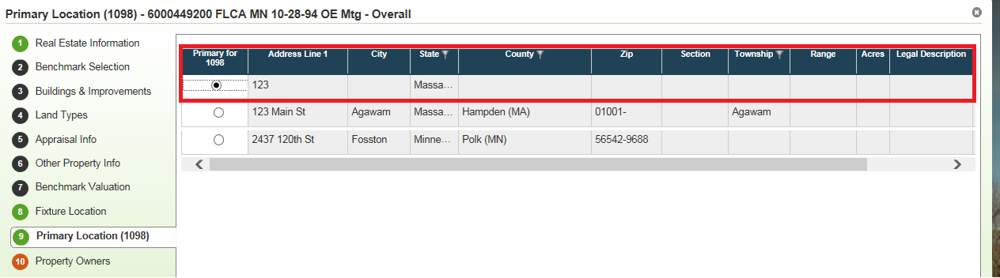 Primary Location (1098) - 6000449200 FLCA MN 10-28-94 OE Mtg - Overall
1 Real Estate Information
2 Benchmark Selection
3 Buildings & Improvements
4 Land Types
5 Appraisal Info
6 Other Property Info
7 Benchmark Valuation
8 Fixture Location
9 Primary Location (1098)
10 Property Owners
Primary for 1098 Address Line 1 City State County Zip Section Township Range Acres Legal Description
123 Massa...
123 Main St Agawam Massa... Hampden (MA) 01001- Agawam
2437 120th St Fosston Minne... Polk (MN) 56542-9688